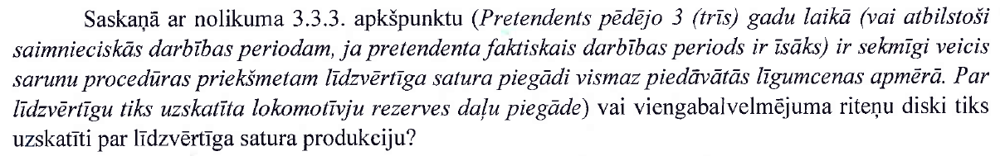 Saskaņā ar nolikuma 3.3.3. apkšpunktu (Pretendents pēdējo 3 (trīs) gadu laikā (vai atbilstoši
saimnieciskās darbības periodam, ja pretendenta faktiskais darbības periods ir īsāks) ir sekmīgi veicis
sarunu procedūras priekšmetam līdzvērtīga satura piegādi vismaz piedāvātās līgumcenas apmērā. Par
līdzvērtīgu tiks uzskatīta lokomotīvju rezerves daļu piegāde) vai viengabalvelmējuma riteņu diski tiks
uzskatīti par līdzvērtīga satura produkciju?